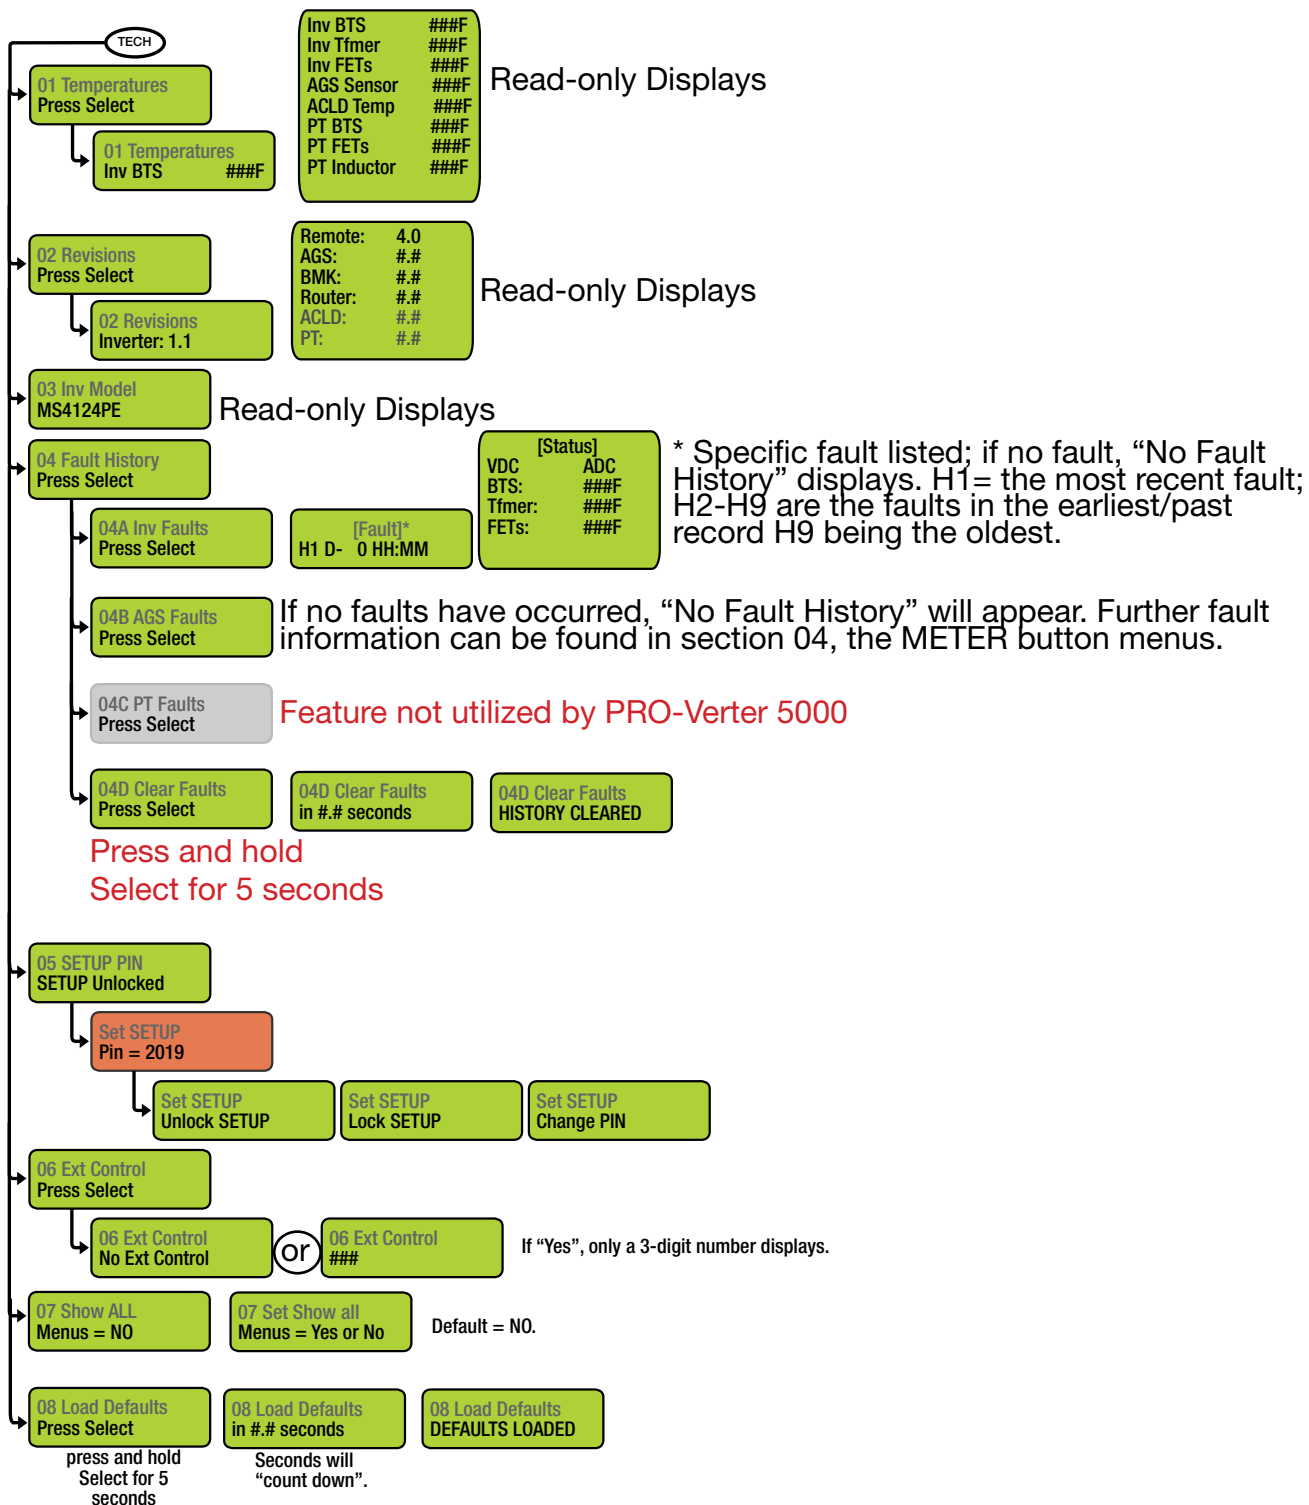 TECH
01 Temperatures
Press Select
01 Temperatures
Inv BTS ###F
Inv BTS ###F
Inv Tfmer ###F
Inv FETs ###F
AGS Sensor ###F
ACLD Temp ###F
PT BTS ###F
PT FETs ###F
PT Inductor ###F
Read-only Displays
02 Revisions
Press Select
02 Revisions
Inverter: 1.1
Remote: 4.0
AGS: #.#
BMK: #.#
Router: #.#
ACLD: #.#
PT: #.#
Read-only Displays
03 Inv Model
MS4124PE
Read-only Displays
04 Fault History
Press Select
04A Inv Faults
Press Select
[Fault]*
H1 D- 0 HH:MM
[Status]
VDC ADC
BTS: ###F
Tfmer: ###F
FETs: ###F
* Specific fault listed; if no fault, “No Fault
History” displays. H1= the most recent fault;
H2-H9 are the faults in the earliest/past
record H9 being the oldest.
04B AGS Faults
Press Select
If no faults have occurred, “No Fault History” will appear. Further fault
information can be found in section 04, the METER button menus.
04C PT Faults
Press Select
Feature not utilized by PRO-Verter 5000
04D Clear Faults
Press Select
04D Clear Faults
in #.# seconds
04D Clear Faults
HISTORY CLEARED
Press and hold
Select for 5 seconds
05 SETUP PIN
SETUP Unlocked
Set SETUP
Pin = 2019
Set SETUP
Unlock SETUP
Set SETUP
Lock SETUP
Set SETUP
Change PIN
06 Ext Control
Press Select
06 Ext Control
No Ext Control
or
06 Ext Control
###
If “Yes”, only a 3-digit number displays.
07 Show ALL
Menus = NO
07 Set Show all
Menus = Yes or No
Default = NO.
08 Load Defaults
Press Select
08 Load Defaults
in #.# seconds
08 Load Defaults
DEFAULTS LOADED
press and hold
Select for 5
seconds
Seconds will
“count down”.